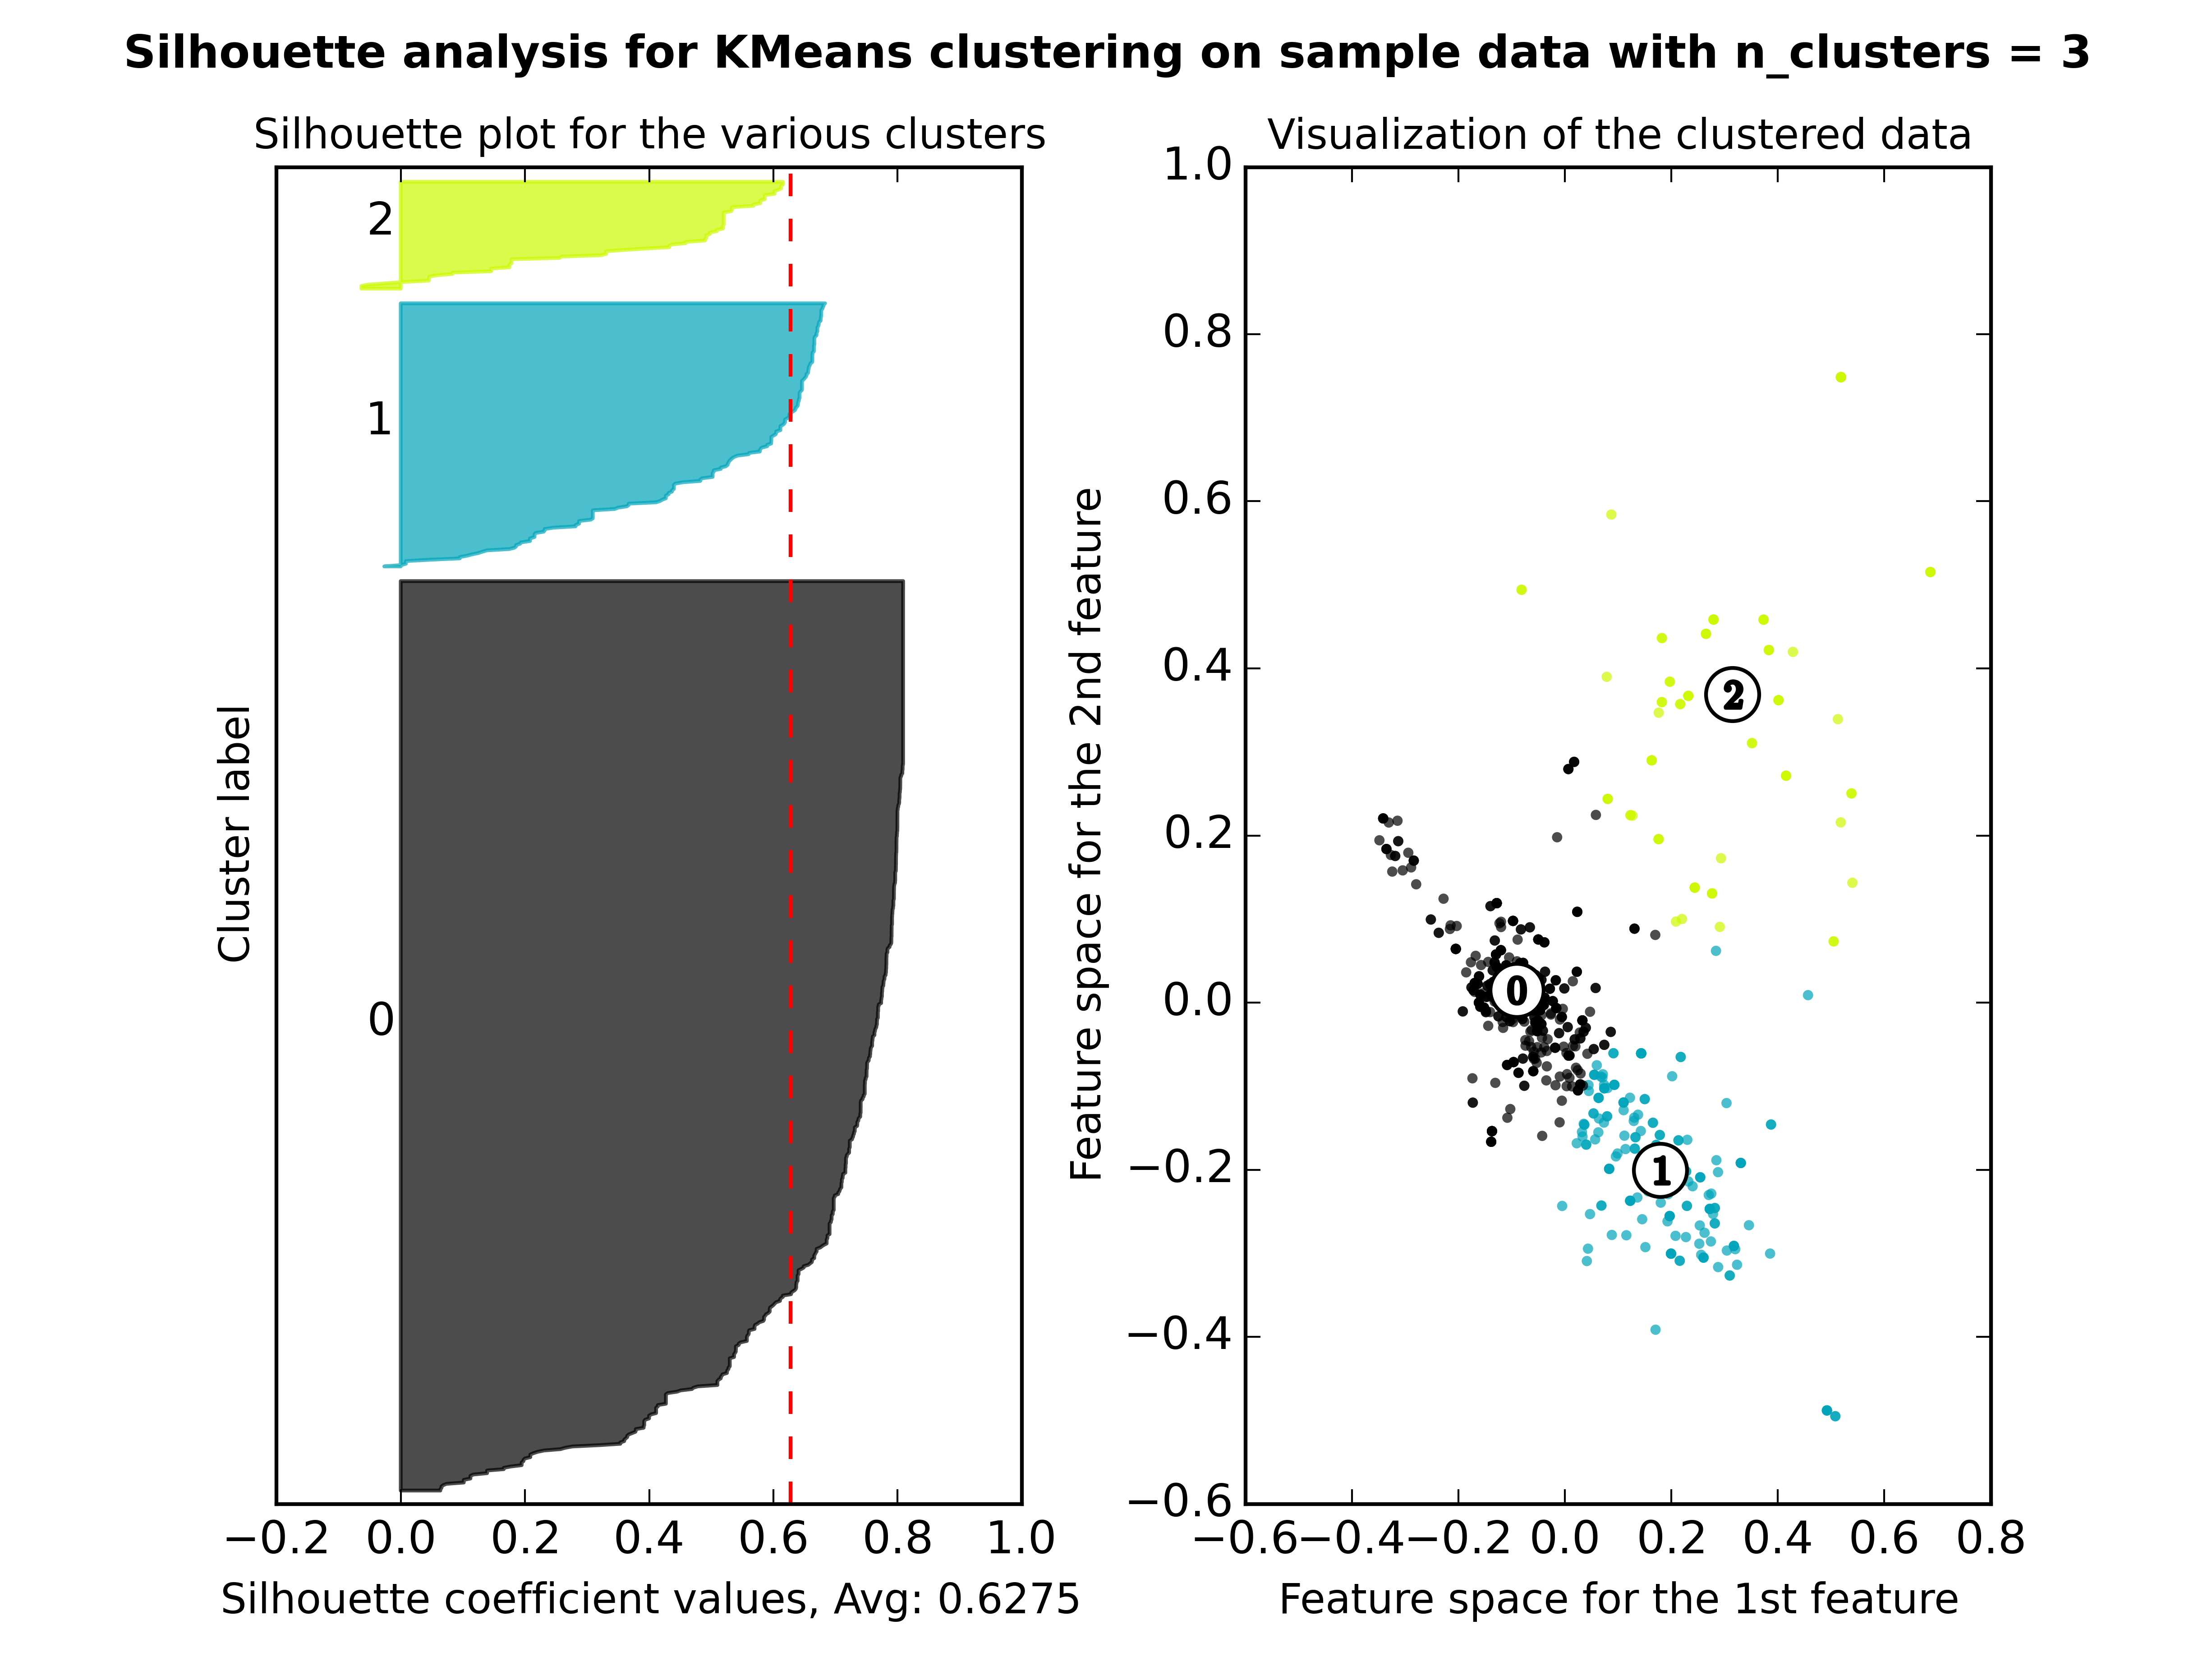 Silhouette analysis for KMeans clustering on sample data with n_clusters = 3
Silhouette plot for the various clusters
2
1
0
Cluster label
−0.2 0.0 0.2 0.4 0.6 0.8 1.0
Silhouette coefficient values, Avg: 0.6275
Visualization of the clustered data
1.0
0.8
0.6
0.4
0.2
0.0
−0.2
−0.4
−0.6
Feature space for the 2nd feature
2
0
1
−0.6 −0.4 −0.2 0.0 0.2 0.4 0.6 0.8
Feature space for the 1st feature